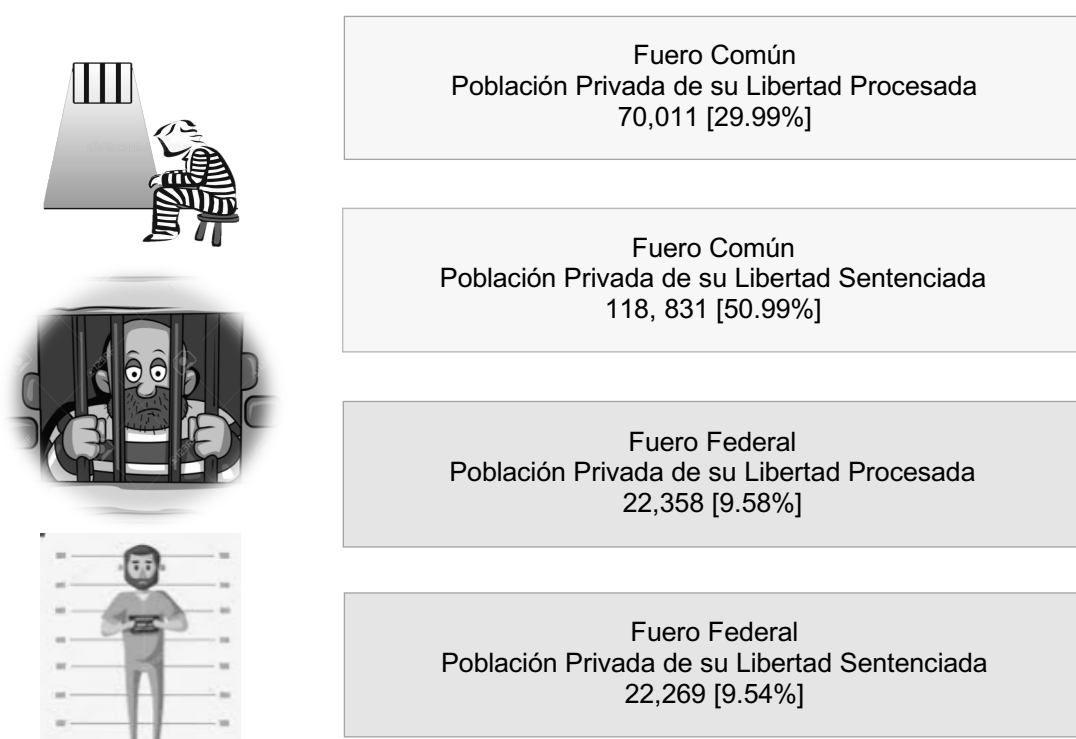 Fuero Común
Población Privada de su Libertad Procesada
70,011 [29.99%]
Fuero Común
Población Privada de su Libertad Sentenciada
118, 831 [50.99%]
Fuero Federal
Población Privada de su Libertad Procesada
22,358 [9.58%]
Fuero Federal
Población Privada de su Libertad Sentenciada
22,269 [9.54%]